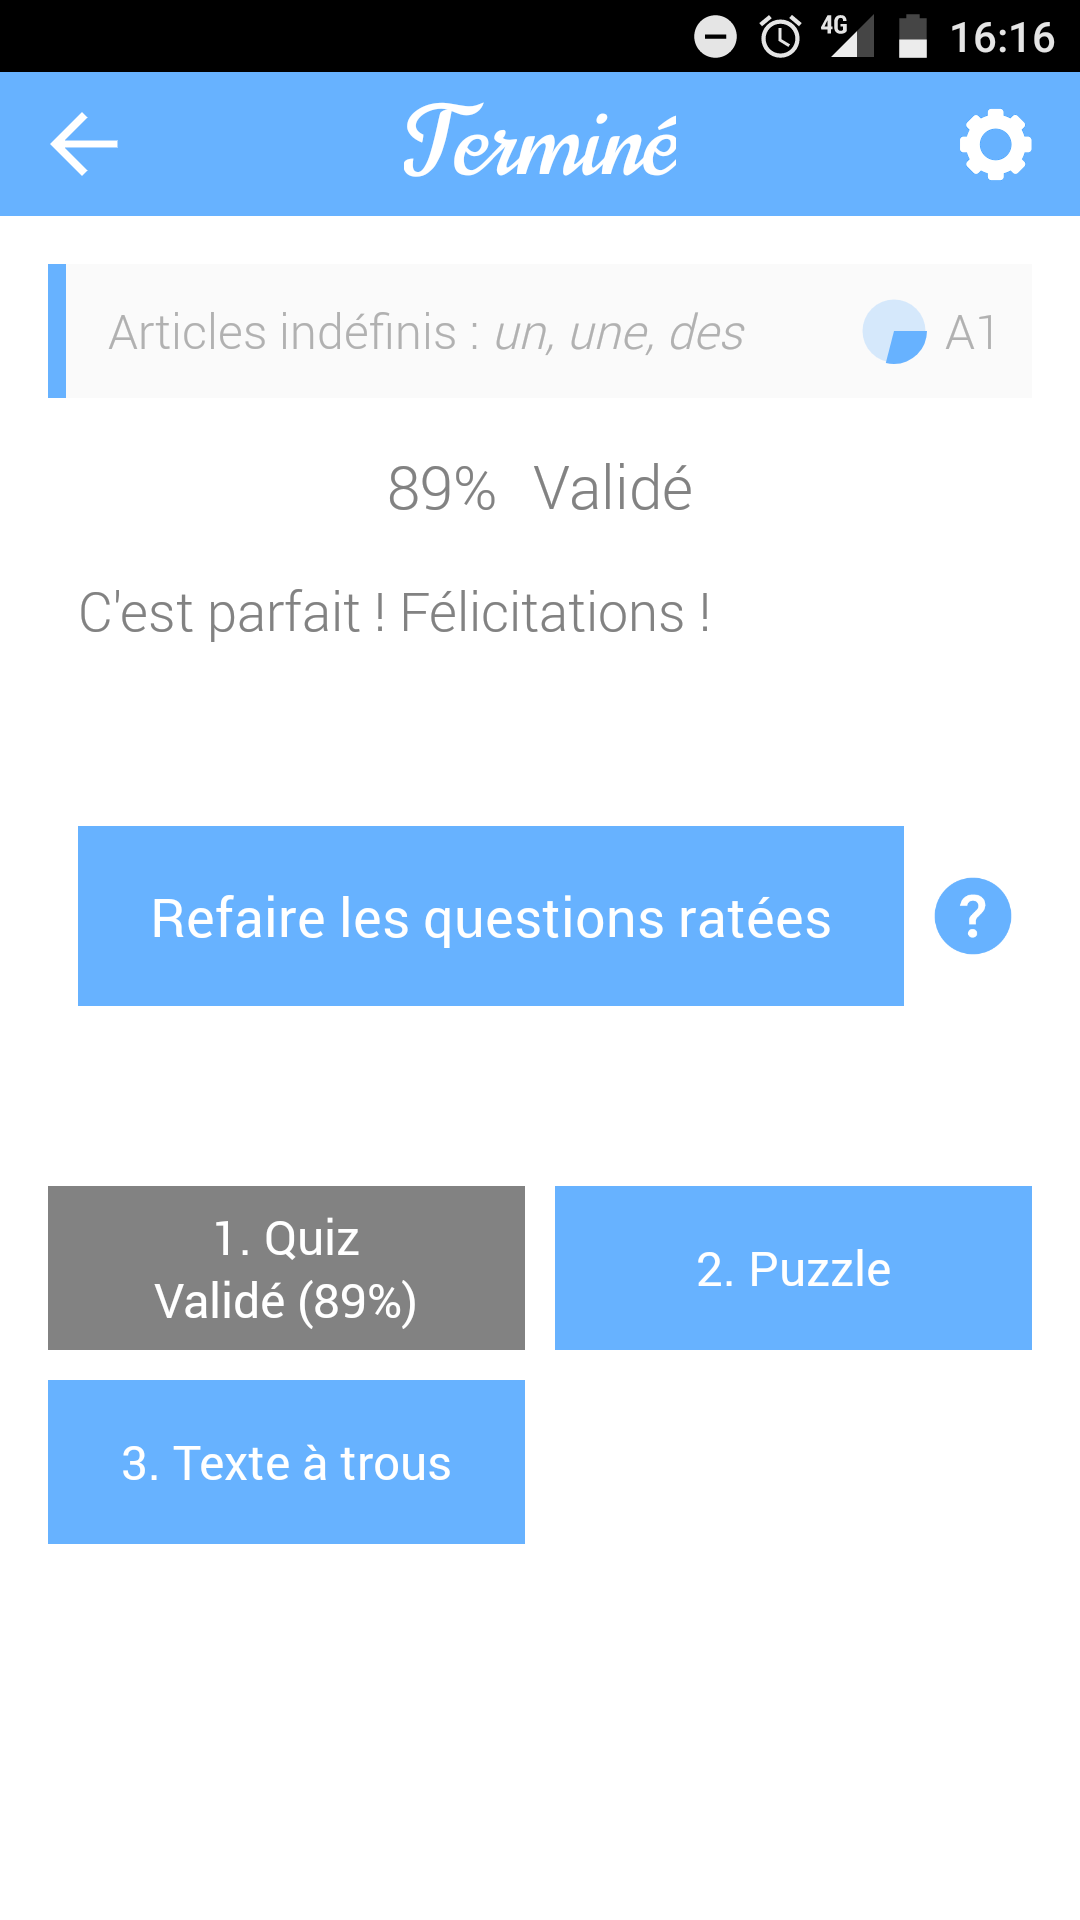 4G 16:16
Terminé
Articles indéfinis : un, une, des A1
89% Validé
C'est parfait ! Félicitations !
Refaire les questions ratées ?
1. Quiz
Validé (89%)
2. Puzzle
3. Texte à trous